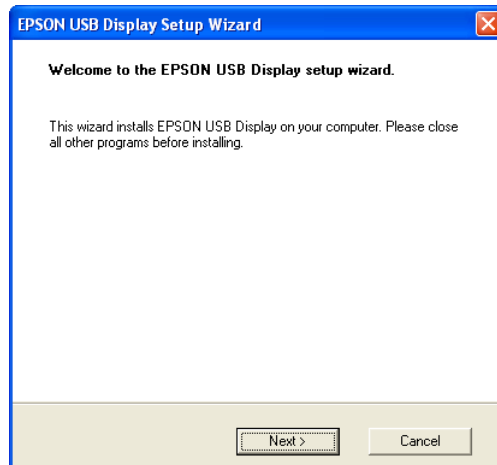 EPSON USB Display Setup Wizard
Welcome to the EPSON USB Display setup wizard.
This wizard installs EPSON USB Display on your computer. Please close
all other programs before installing.
Next > Cancel